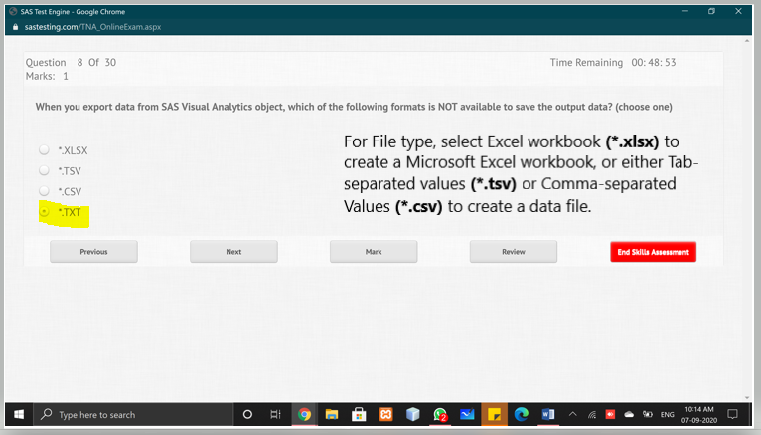 SAS Test Engine - Google Chrome
sastesting.com/TNA_OnlineExam.aspx
Question 8 Of 30
Time Remaining 00: 48: 53
Marks: 1
When you export data from SAS Visual Analytics object, which of the following formats is NOT available to save the output data? (choose one)
*.XLSX
*.TSV
*.CSV
*.TXT
For File type, select Excel workbook (*.xlsx) to
create a Microsoft Excel workbook, or either Tab-
separated values (*.tsv) or Comma-separated
Values (*.csv) to create a data file.
Previous
Next
Mark
Review
End Skills Assessment
Type here to search
2
W
ENG
10:14 AM
07-09-2020